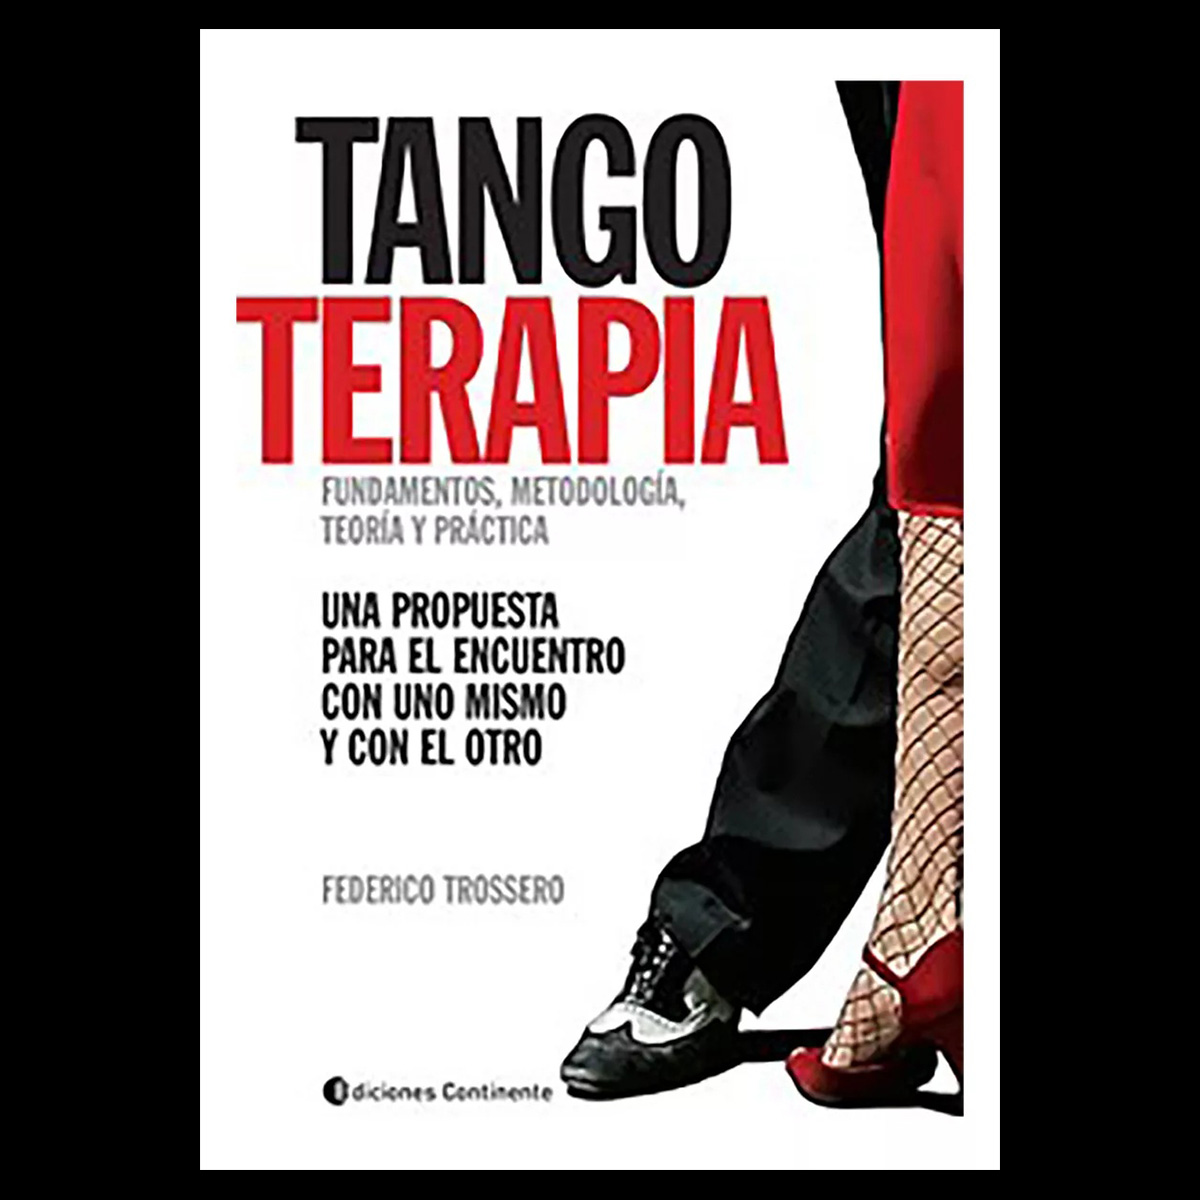 TANGO
TERAPIA
FUNDAMENTOS, METODOLOGÍA,
TEORÍA Y PRÁCTICA
UNA PROPUESTA
PARA EL ENCUENTRO
CON UNO MISMO
Y CON EL OTRO
FEDERICO TROSSERO
Ediciones Continente